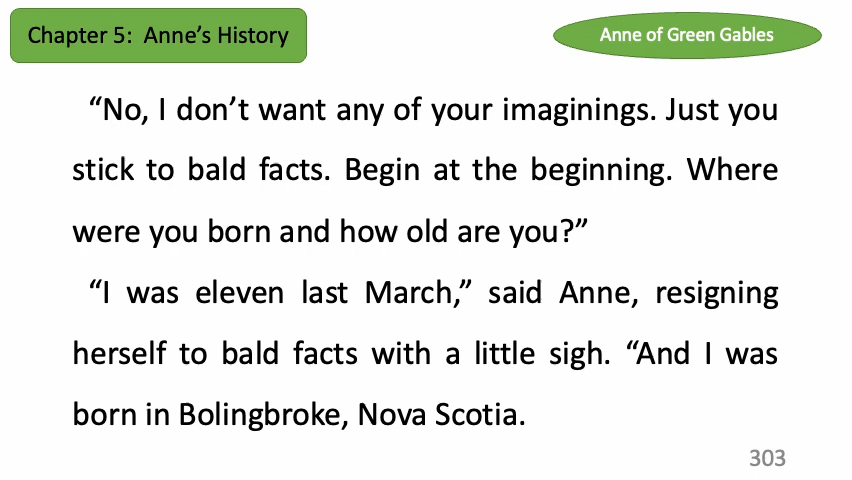 Chapter 5:  Anne’s History
Anne of Green Gables
“No, I don’t want any of your imaginings. Just you
stick to bald facts. Begin at the beginning. Where
were you born and how old are you?”
“I was eleven last March,” said Anne, resigning
herself to bald facts with a little sigh. “And I was
born in Bolingbroke, Nova Scotia.
303